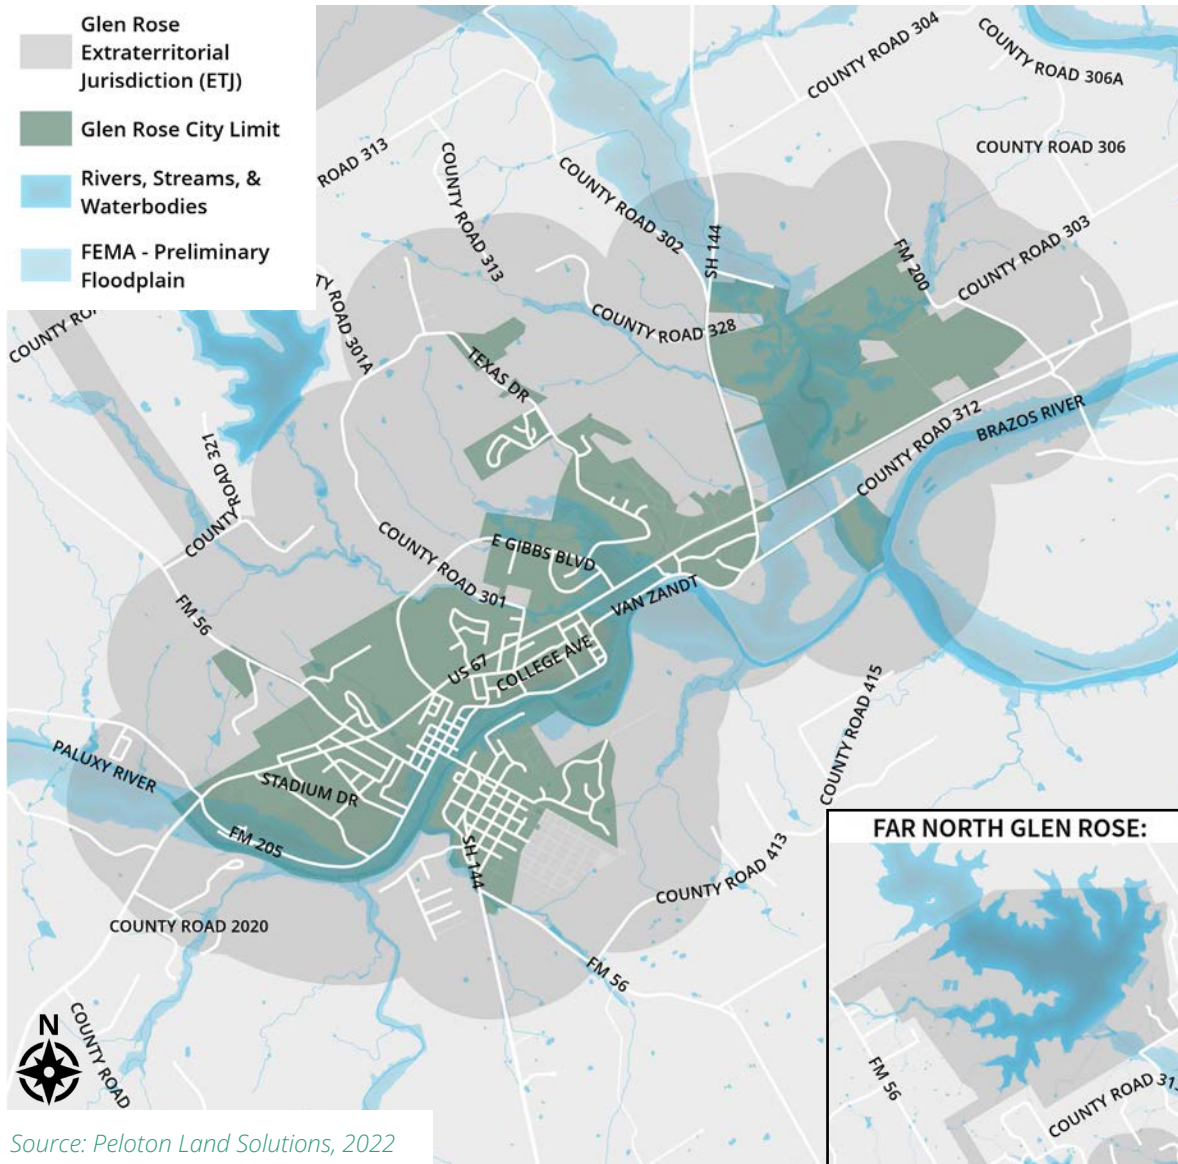 Glen Rose
Extraterritorial
Jurisdiction (ETJ)
Glen Rose City Limit
Rivers, Streams, &
Waterbodies
FEMA - Preliminary
Floodplain
COUNTY ROAD 304
COUNTY ROAD 306A
COUNTY ROAD 306
ROAD 313
COUNTY ROAD 313
COUNTY ROAD 302
SH 144
FM 200
COUNTY ROAD 303
ROAD 301A
COUNTY
COUNTY ROAD 328
TEXAS DR
COUNTY ROAD 312
BRAZOS RIVER
COUNTY ROAD 321
E GIBBS BLVD
COUNTY ROAD 301
VAN ZANDT
FM 56
US 67
COLLEGE AVE
COUNTY ROAD 415
PALUXY RIVER
STADIUM DR
FM 205
SH 144
COUNTY ROAD 413
COUNTY ROAD 2020
FM 56
COUNTY ROAD
N
FAR NORTH GLEN ROSE:
FM 56
COUNTY ROAD
Source: Peloton Land Solutions, 2022